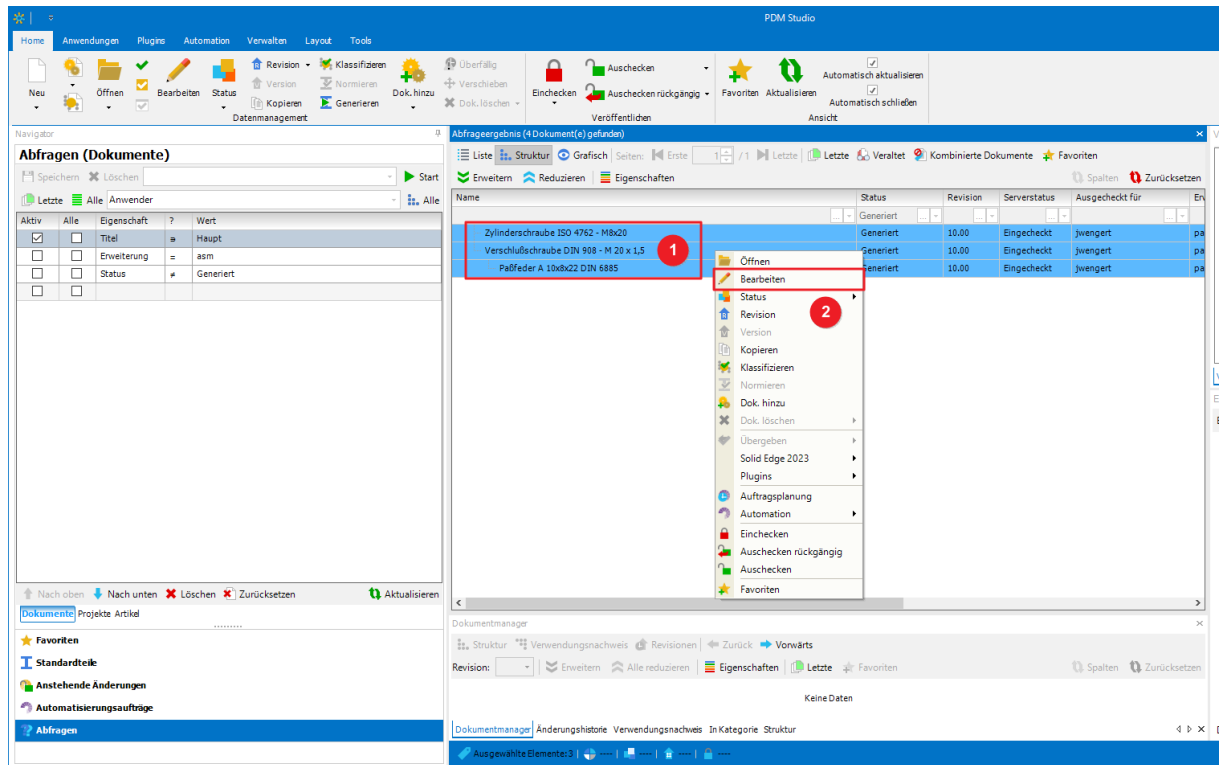 PDM Studio
Home Anwendungen Plugins Automation Verwalten Layout Tools
Neu
Öffnen
Bearbeiten
Status
Revision
Version
Kopieren
Klassifizieren
Normieren
Generieren
Dok. hinzu
Überfällig
Verschieben
Dok. löschen
Einchecken
Auschecken
Auschecken rückgängig
Favoriten
Aktualisieren
Automatisch aktualisieren
Automatisch schließen
Datenmanagement
Veröffentlichen
Ansicht
Navigator
Abfragen (Dokumente)
Speichern Löschen Start
Letzte Alle Anwender Alle
Aktiv Alle Eigenschaft ? Wert
Titel Haupt
Erweiterung = asm
Status ≠ Generiert
Nach oben Nach unten Löschen Zurücksetzen Aktualisieren
Dokumente Projekte Artikel
Favoriten
Standardteile
Anstehende Änderungen
Automatisierungsaufträge
Abfragen
Abfrageergebnis (4 Dokument(e) gefunden)
Liste Struktur Grafisch Seiten: Erste 1 / 1 Letzte Letzte Veraltet Kombinierte Dokumente Favoriten
Erweitern Reduzieren Eigenschaften Spalten Zurücksetzen
Name Status Revision Serverstatus Ausgecheckt für
Generiert
Zylinderschraube ISO 4762 - M8x20 Generiert 10.00 Eingecheckt jwengert pa
Verschlußschraube DIN 908 - M 20 x 1,5 Generiert 10.00 Eingecheckt jwengert pa
Paßfeder A 10x8x22 DIN 6885 Generiert 10.00 Eingecheckt jwengert pa
1
Öffnen
Bearbeiten
Status
Revision
2
Version
Kopieren
Klassifizieren
Normieren
Dok. hinzu
Dok. löschen
Übergeben
Solid Edge 2023
Plugins
Auftragsplanung
Automation
Einchecken
Auschecken rückgängig
Auschecken
Favoriten
Dokumentmanager
Struktur Verwendungsnachweis Revisionen Zurück Vorwärts
Revision: Erweitern Alle reduzieren Eigenschaften Letzte Favoriten Spalten Zurücksetzen
Keine Daten
Dokumentmanager Änderungshistorie Verwendungsnachweis In Kategorie Struktur
Ausgewählte Elemente: 3 | ---- | ---- | ---- | ----